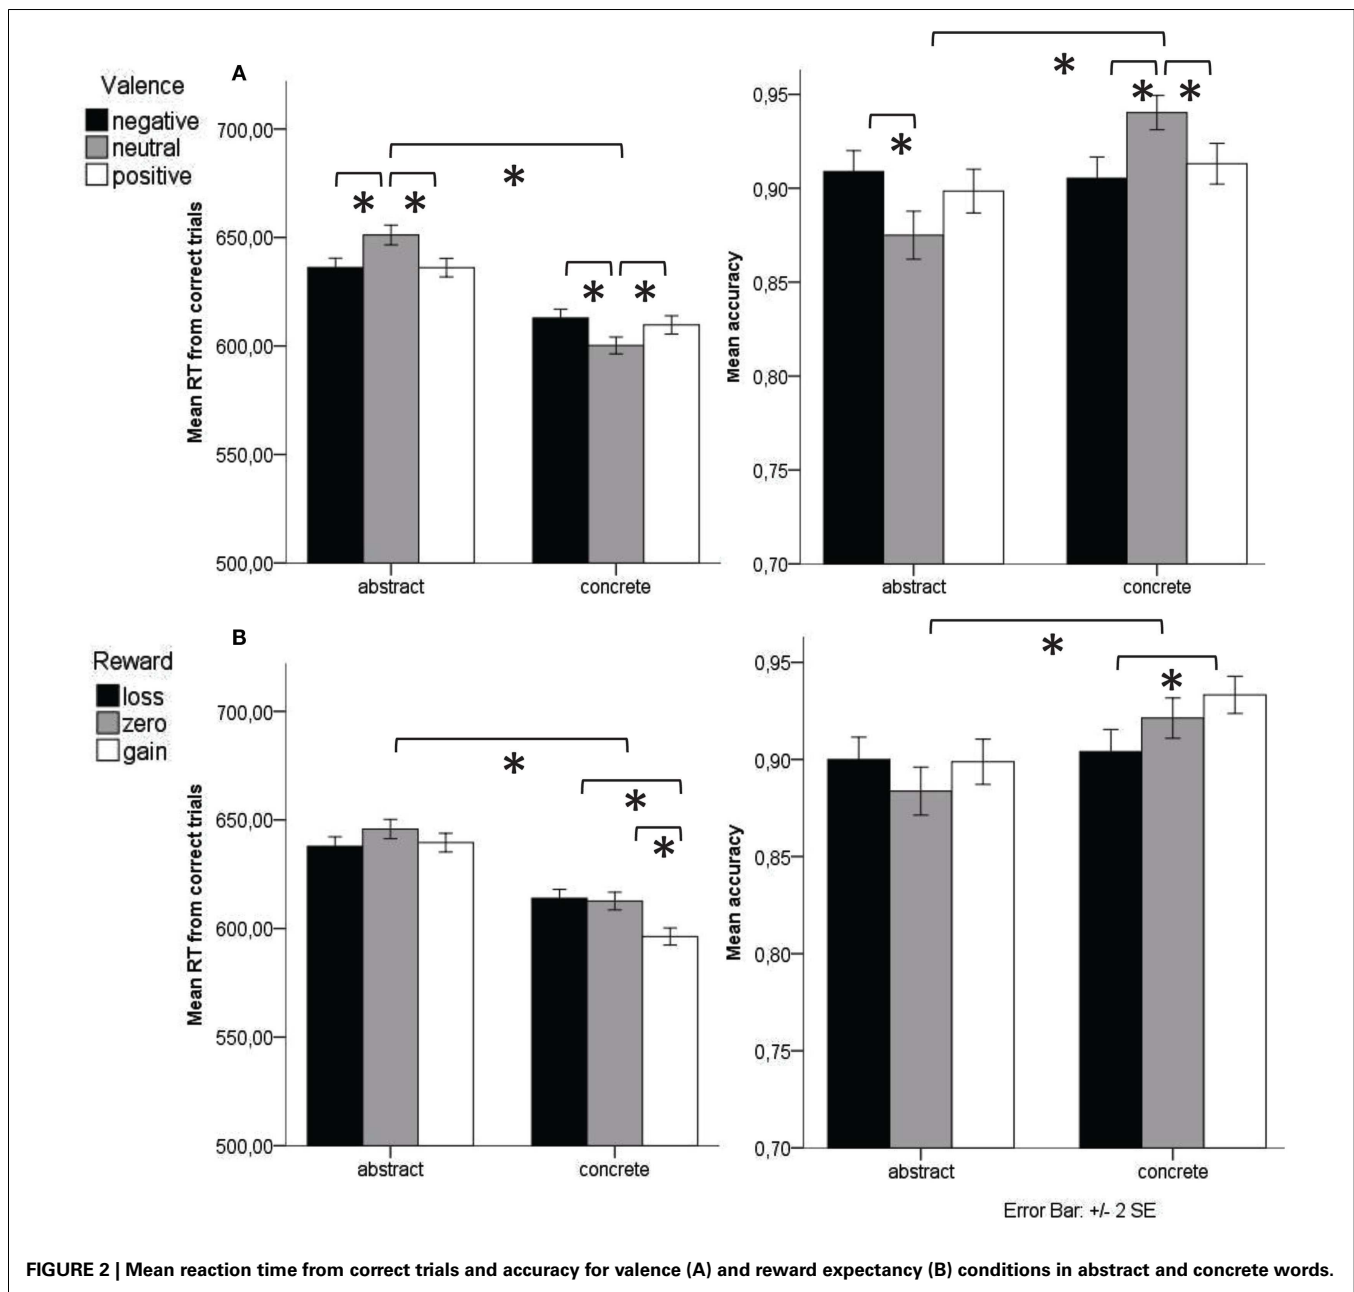 A
Valence
negative
neutral
positive
Mean RT from correct trials
700,00
650,00
600,00
550,00
500,00
abstract
concrete
*
*
*
*
*
Mean accuracy
0,95
0,90
0,85
0,80
0,75
0,70
abstract
concrete
*
*
*
*
B
Reward
loss
zero
gain
Mean RT from correct trials
700,00
650,00
600,00
550,00
500,00
abstract
concrete
*
*
*
Mean accuracy
0,95
0,90
0,85
0,80
0,75
0,70
abstract
concrete
*
*
Error Bar: +/- 2 SE
FIGURE 2 | Mean reaction time from correct trials and accuracy for valence (A) and reward expectancy (B) conditions in abstract and concrete words.